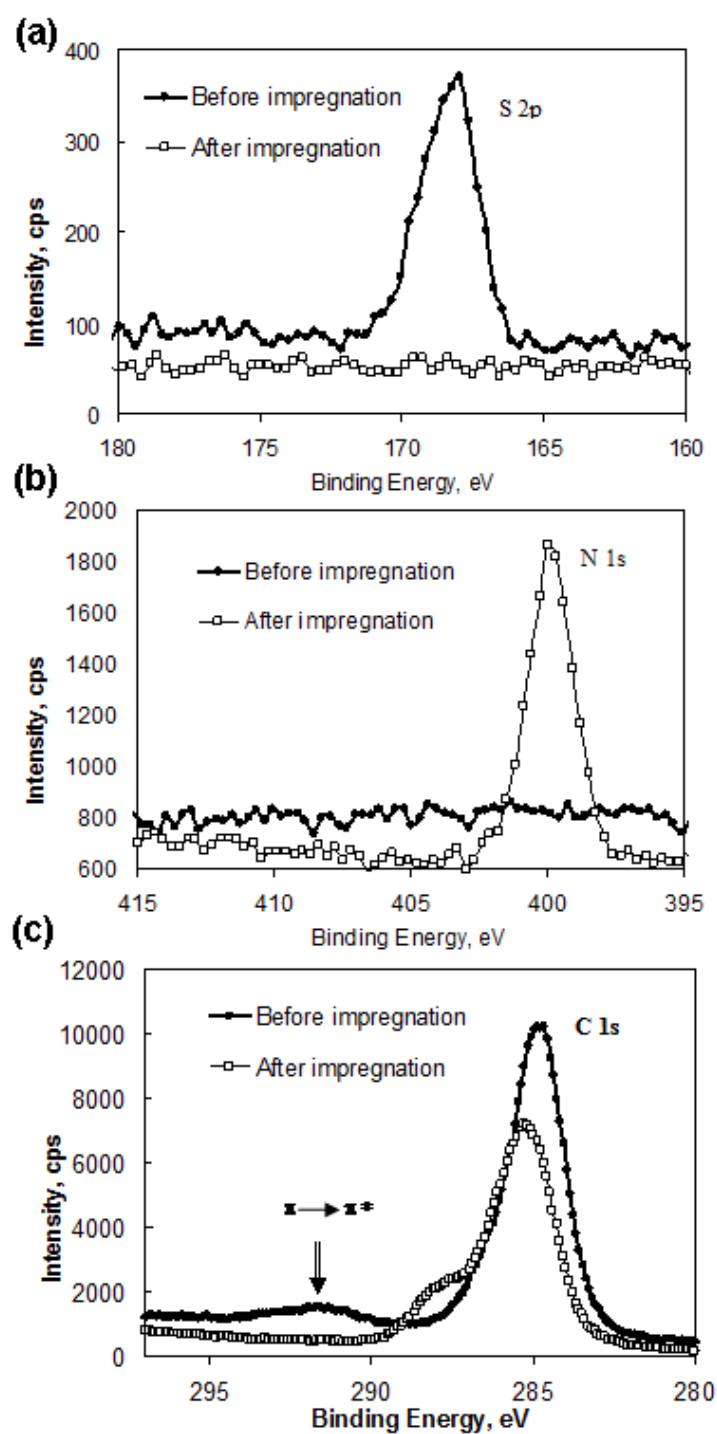 (a)
400
300
200
100
0
Intensity, cps
Before impregnation
After impregnation
S 2p
180 175 170 165 160
Binding Energy, eV
(b)
2000
1800
1600
1400
1200
1000
800
600
Intensity, cps
Before impregnation
After impregnation
N 1s
415 410 405 400 395
Binding Energy, eV
(c)
12000
10000
8000
6000
4000
2000
0
Intensity, cps
Before impregnation
After impregnation
C 1s
295 290 285 280
Binding Energy, eV